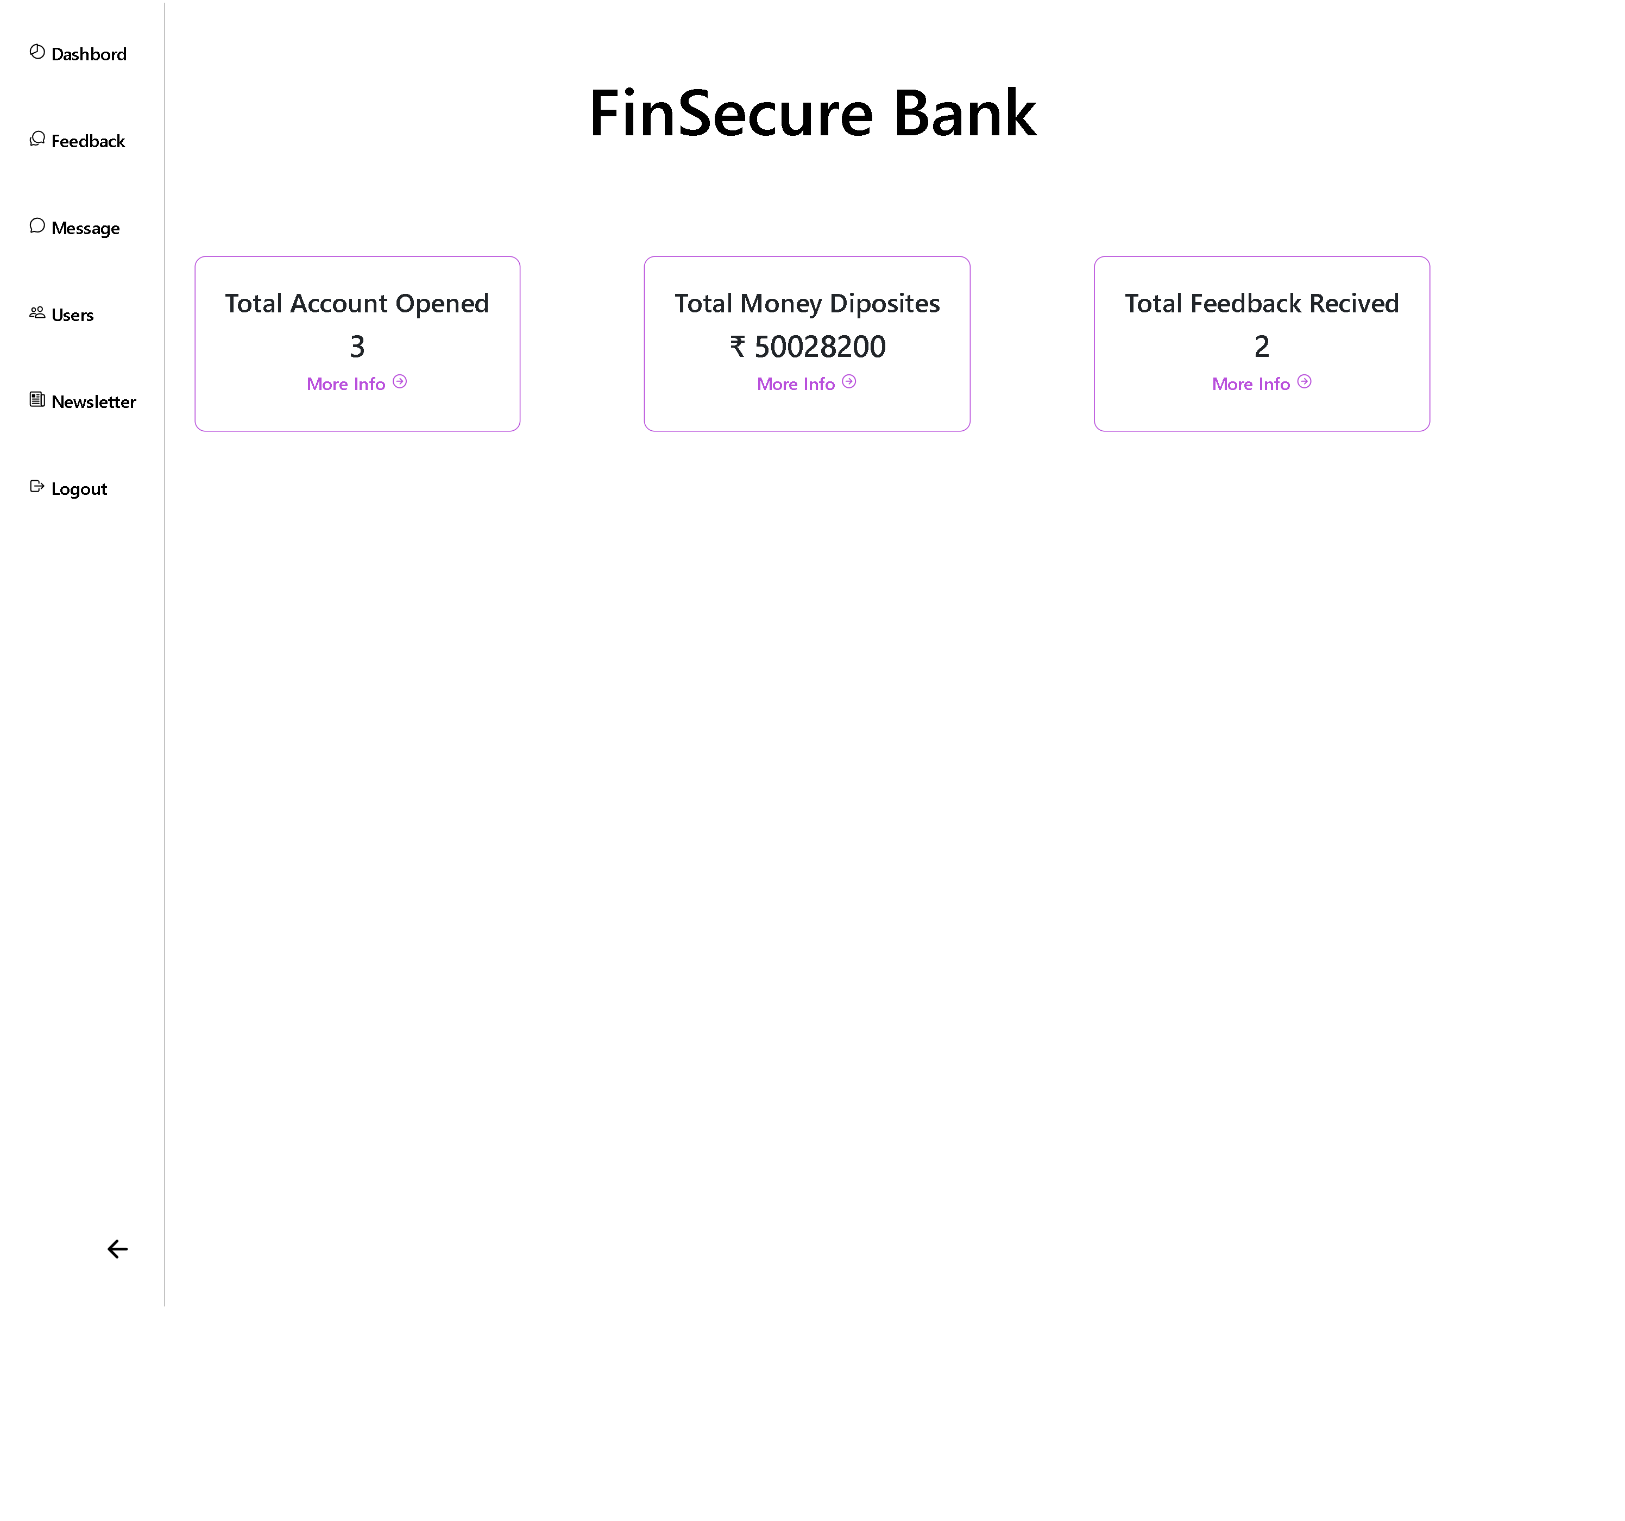 Dashbord
Feedback
Message
Users
Newsletter
Logout
FinSecure Bank
Total Account Opened
3
More Info
Total Money Diposites
₹ 50028200
More Info
Total Feedback Recived
2
More Info